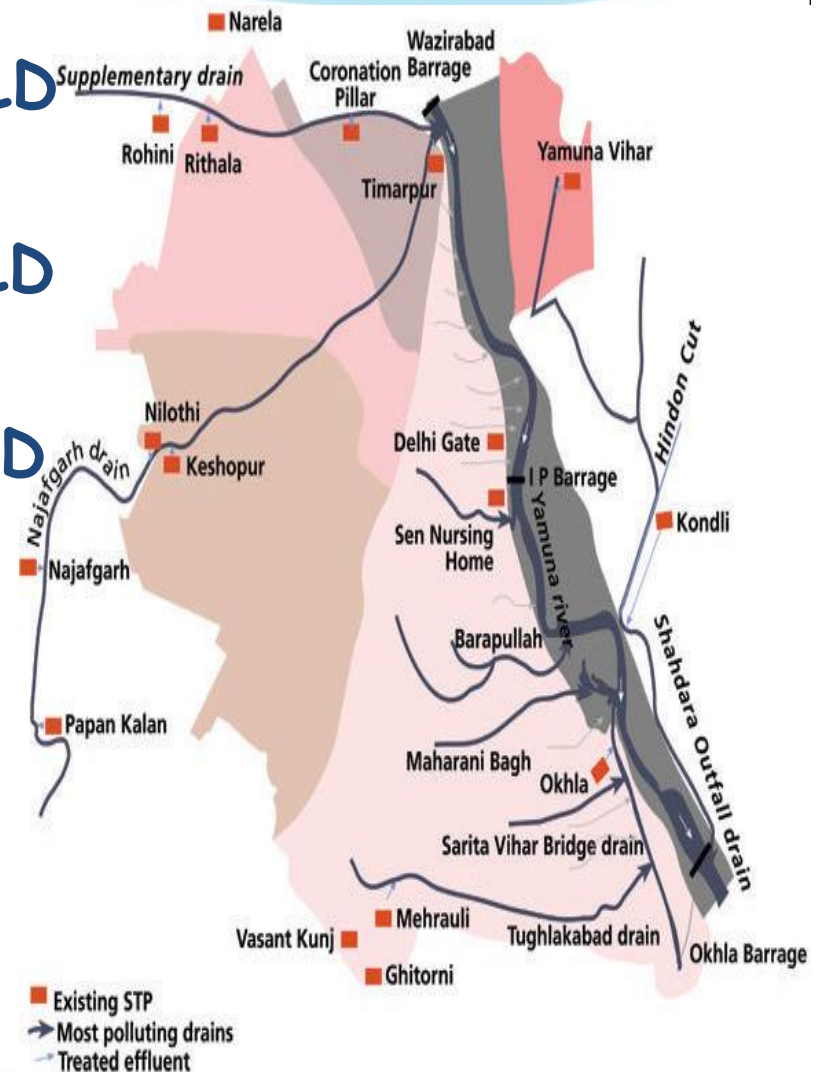 Narela
Wazirabad
Barrage
LD
Supplementary drain
Coronation
Pillar
Rohini
Rithala
Timarpur
Yamuna Vihar
LD
Hindon Cut
Nilothi
Keshopur
D
Najafgarh drain
Delhi Gate
I P Barrage
Yamuna river
Kondli
Sen Nursing
Home
Najafgarh
Barapullah
Shahdara Outfall drain
Papan Kalan
Maharani Bagh
Okhla
Sarita Vihar Bridge drain
Mehrauli
Vasant Kunj
Tughlakabad drain
Okhla Barrage
Ghitorni
Existing STP
Most polluting drains
Treated effluent